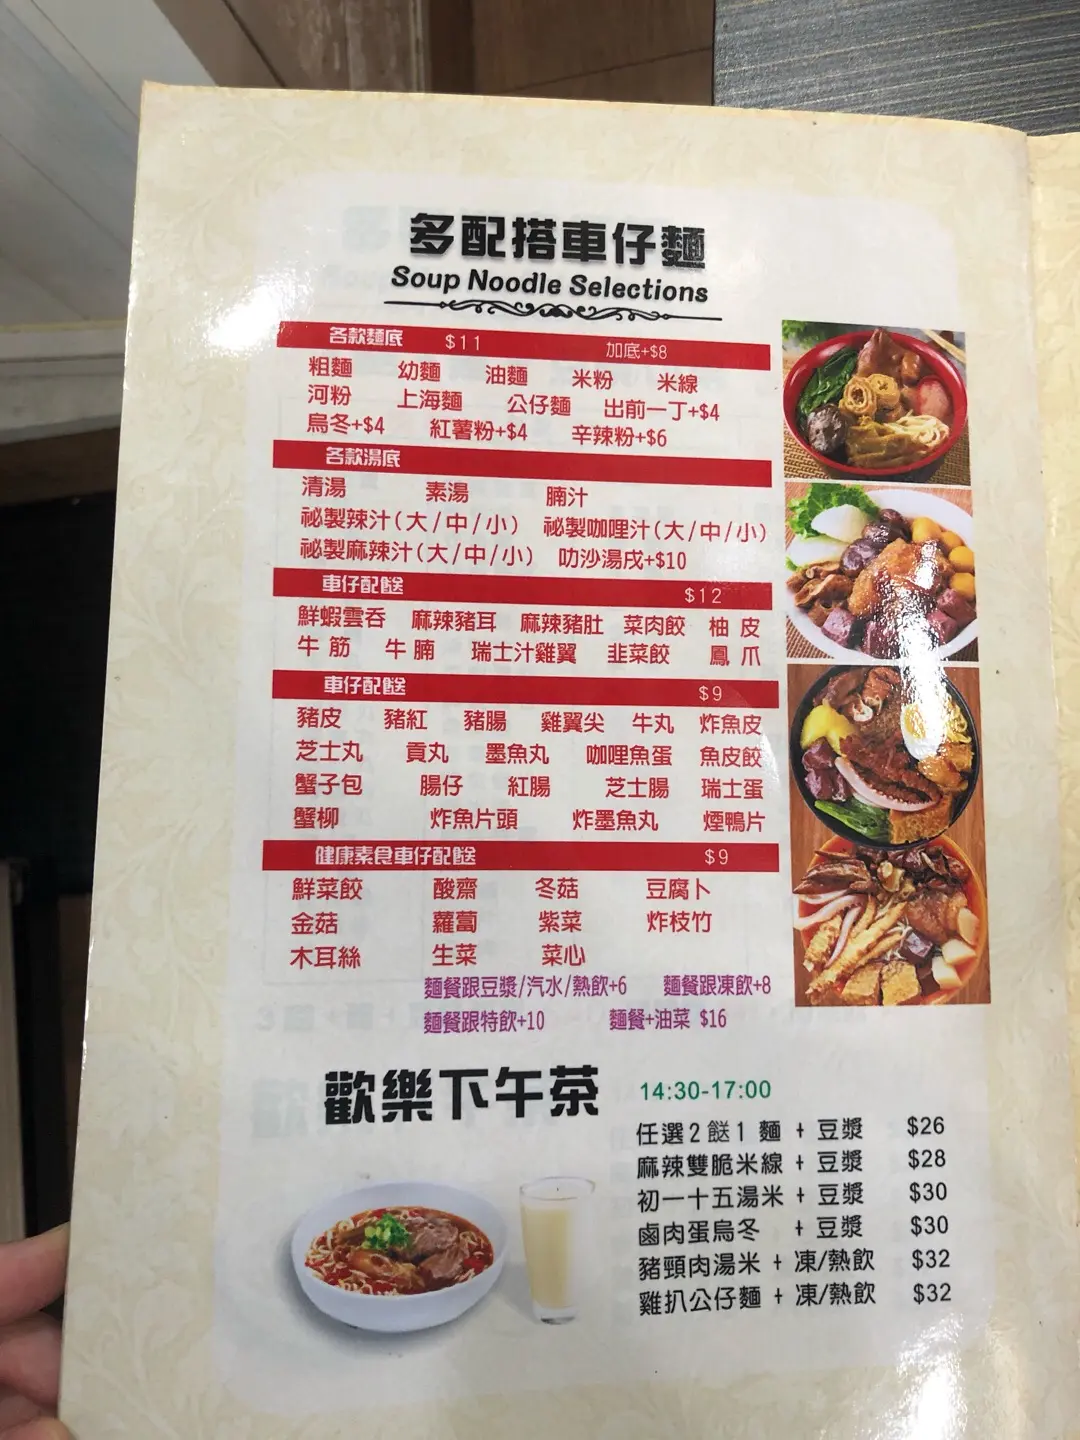 多配搭車仔麵
Soup Noodle Selections
各款麵底 $11 加底+$8
粗麵 幼麵 油麵 米粉 米線
河粉 上海麵 公仔麵 出前一丁+$4
烏冬+$4 紅薯粉+$4 辛辣粉+$6
各款湯底
清湯 素湯 腩汁
祕製辣汁(大/中/小) 祕製咖哩汁(大/中/小)
祕製麻辣汁(大/中/小) 叻沙湯戌+$10
車仔配餸 $12
鮮蝦雲吞 麻辣豬耳 麻辣豬肚 菜肉餃 柚皮
牛筋 牛腩 瑞士汁雞翼 韭菜餃 鳳爪
車仔配餸 $9
豬皮 豬紅 豬腸 雞翼尖 牛丸 炸魚皮
芝士丸 貢丸 墨魚丸 咖哩魚蛋 魚皮餃
蟹子包 腸仔 紅腸 芝士腸 瑞士蛋
蟹柳 炸魚片頭 炸墨魚丸 煙鴨片
健康素食車仔配餸 $9
鮮菜餃 酸齋 冬菇 豆腐卜
金菇 蘿蔔 紫菜 炸枝竹
木耳絲 生菜 菜心
麵餐跟豆漿/汽水/熱飲+6 麵餐跟凍飲+8
麵餐跟特飲+10 麵餐+油菜 $16
歡樂下午茶 14:30-17:00
任選2餸1麵 + 豆漿 $26
麻辣雙脆米線 + 豆漿 $28
初一十五湯米 + 豆漿 $30
鹵肉蛋烏冬 + 豆漿 $30
豬頸肉湯米 + 凍/熱飲 $32
雞扒公仔麵 + 凍/熱飲 $32